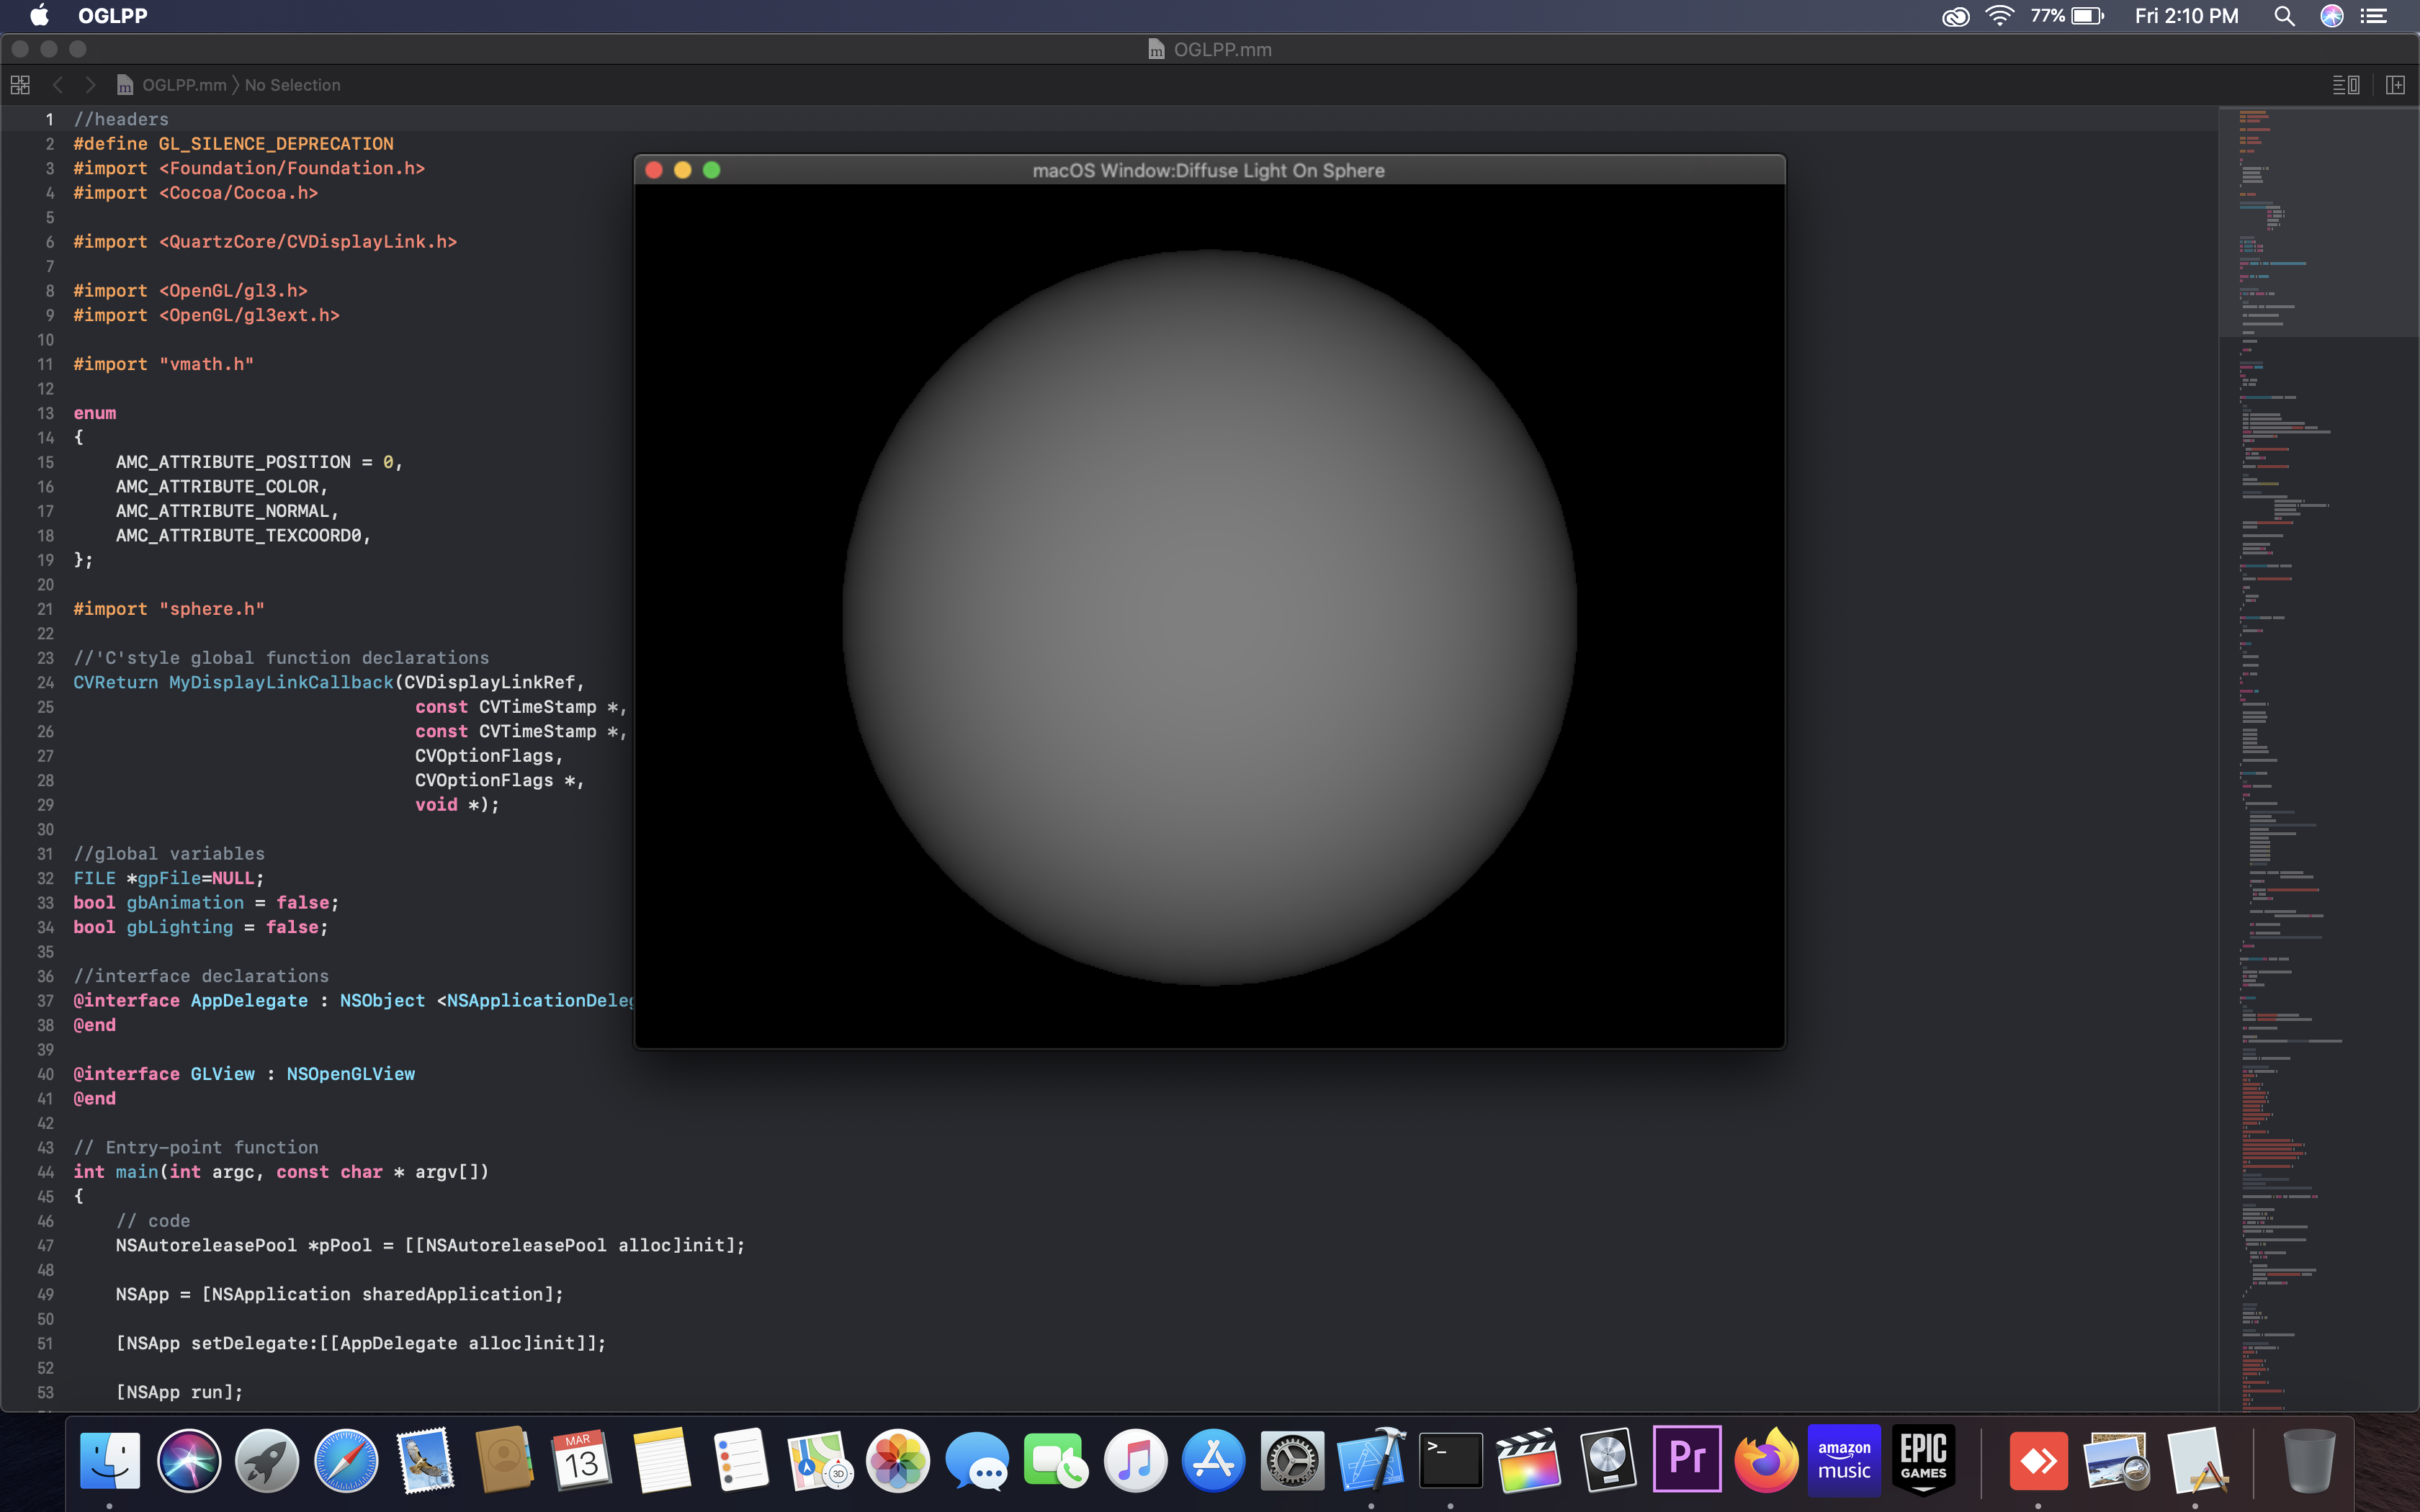 OGLPP
77%
Fri 2:10 PM
OGLPP.mm
OGLPP.mm
No Selection
1 //headers
2 #define GL_SILENCE_DEPRECATION
3 #import <Foundation/Foundation.h>
4 #import <Cocoa/Cocoa.h>
5
6 #import <QuartzCore/CVDisplayLink.h>
7
8 #import <OpenGL/gl3.h>
9 #import <OpenGL/gl3ext.h>
10
11 #import "vmath.h"
12
13 enum
14 {
15 AMC_ATTRIBUTE_POSITION = 0,
16 AMC_ATTRIBUTE_COLOR,
17 AMC_ATTRIBUTE_NORMAL,
18 AMC_ATTRIBUTE_TEXCOORD0,
19 };
20
21 #import "sphere.h"
22
23 //'C'style global function declarations
24 CVReturn MyDisplayLinkCallback(CVDisplayLinkRef,
25 const CVTimeStamp *,
26 const CVTimeStamp *,
27 CVOptionFlags,
28 CVOptionFlags *,
29 void *);
30
31 //global variables
32 FILE *gpFile=NULL;
33 bool gbAnimation = false;
34 bool gbLighting = false;
35
36 //interface declarations
37 @interface AppDelegate : NSObject <NSApplicationDeleg
38 @end
39
40 @interface GLView : NSOpenGLView
41 @end
42
43 // Entry-point function
44 int main(int argc, const char * argv[])
45 {
46 // code
47 NSAutoreleasePool *pPool = [[NSAutoreleasePool alloc]init];
48
49 NSApp = [NSApplication sharedApplication];
50
51 [NSApp setDelegate:[[AppDelegate alloc]init]];
52
53 [NSApp run];
macOS Window:Diffuse Light On Sphere
MAR
13
3D
>_
Pr
amazon
music
EPIC
GAMES